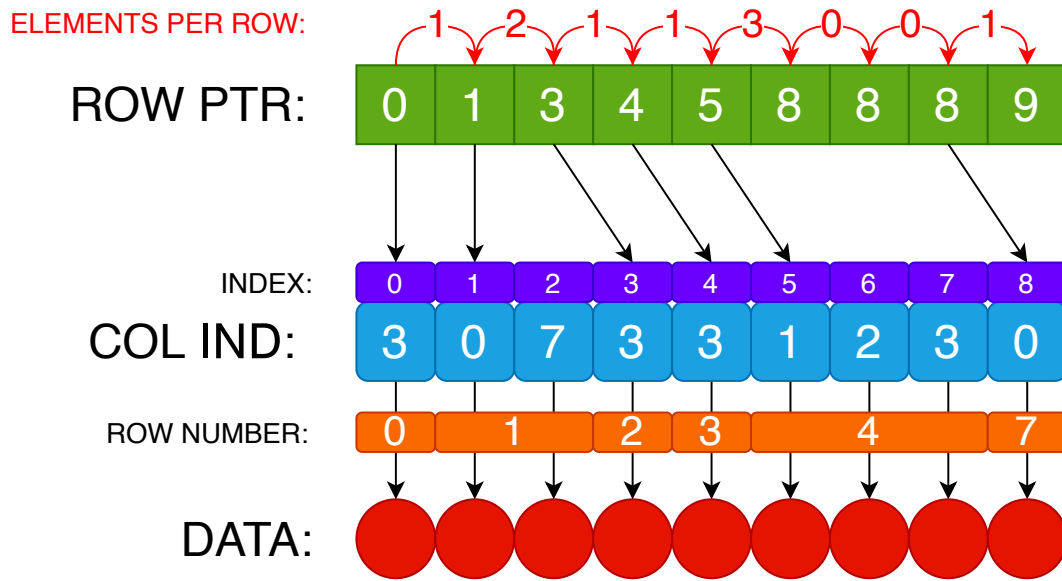 ELEMENTS PER ROW: 1 2 1 1 3 0 0 1
ROW PTR: 0 1 3 4 5 8 8 8 9
INDEX: 0 1 2 3 4 5 6 7 8
COL IND: 3 0 7 3 3 1 2 3 0
ROW NUMBER: 0 1 2 3 4 7
DATA: